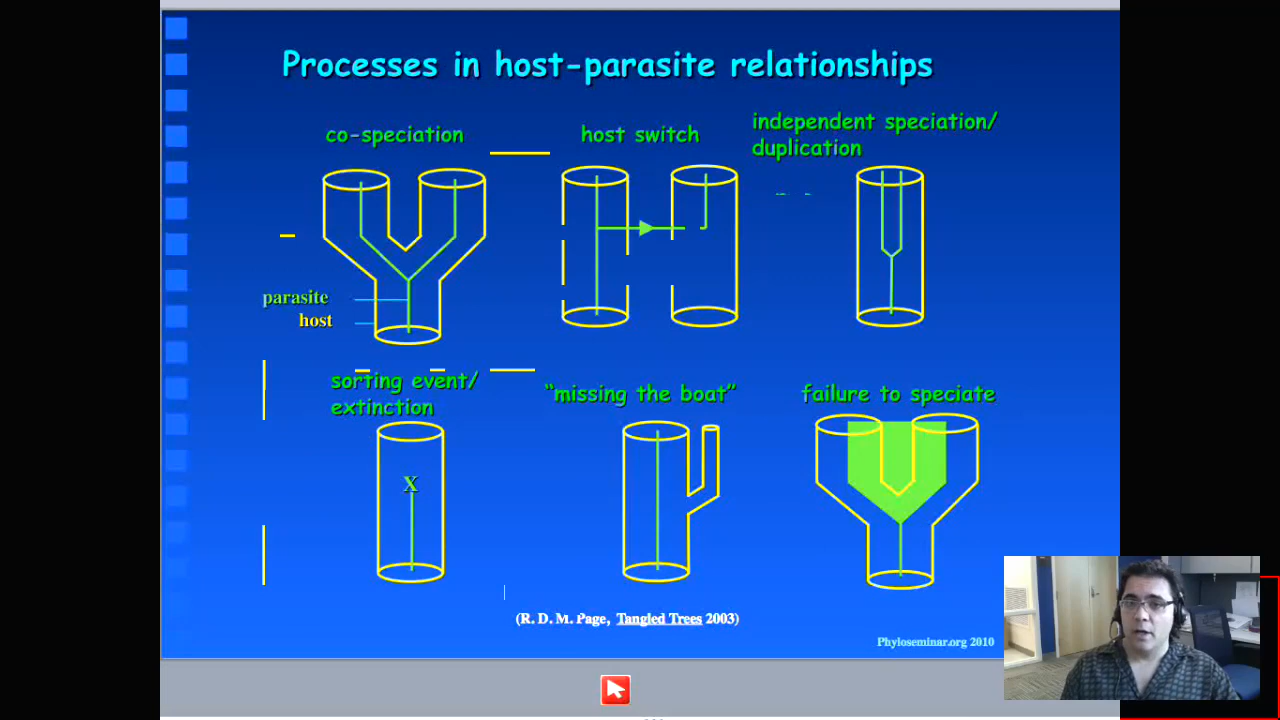 Processes in host-parasite relationships
co-speciation
host switch
independent speciation/
duplication
parasite
host
sorting event/
extinction
"missing the boat"
failure to speciate
X
(R. D. M. Page, Tangled Trees 2003)
Phyloseminar.org 2010